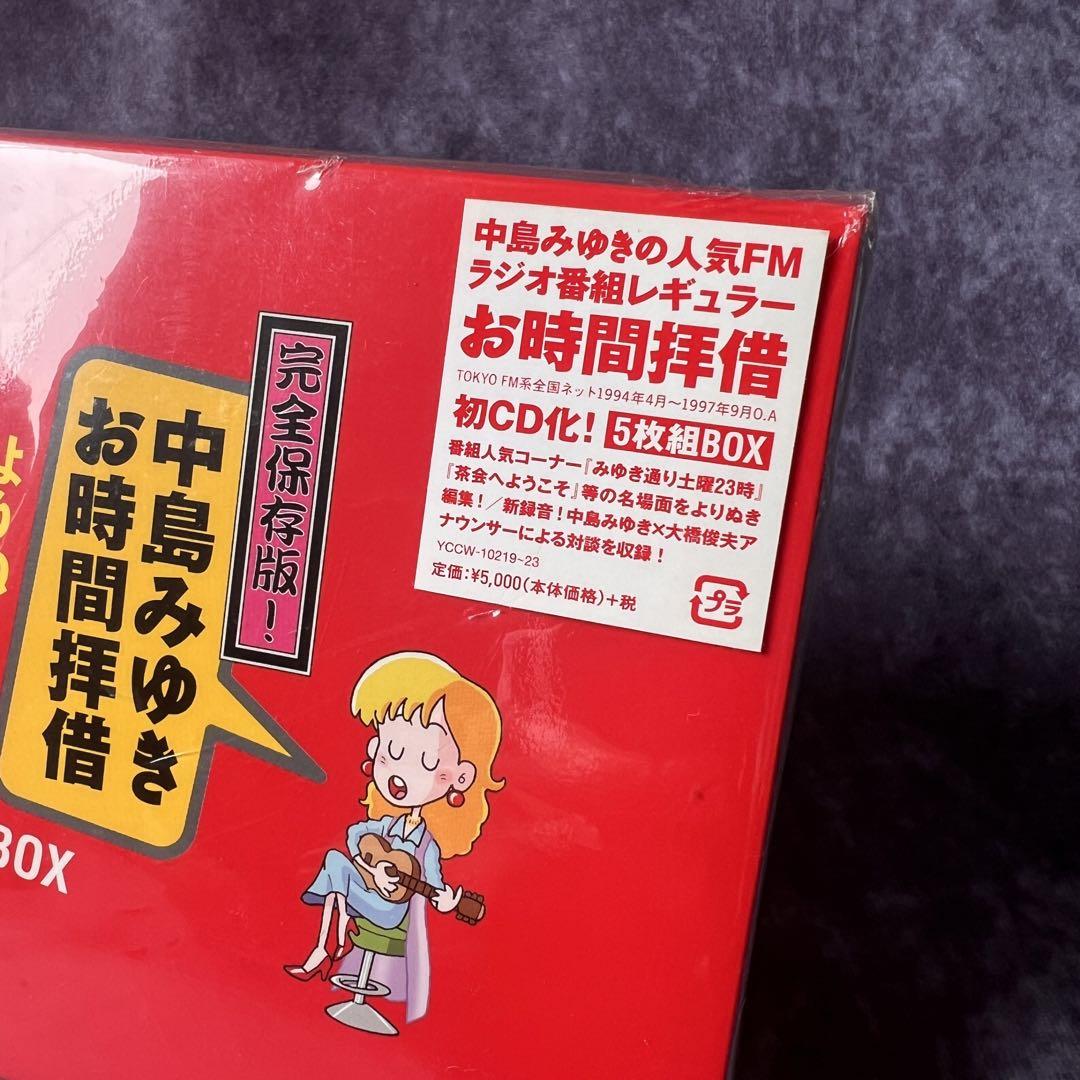 中島みゆきの人気FM
ラジオ番組レギュラー
お時間拝借
TOKYO FM系全国ネット1994年4月〜1997年9月O.A
初CD化！ 5枚組BOX
番組人気コーナー『みゆき通り土曜23時』
『茶会へようこそ』等の名場面をよりぬき
編集！／新録音！中島みゆき×大橋俊夫ア
ナウンサーによる対談を収録！
YCCW-10219~23
定価：¥5,000（本体価格）+税
プラ
完全保存版！
中島みゆき
お時間拝借
BOX